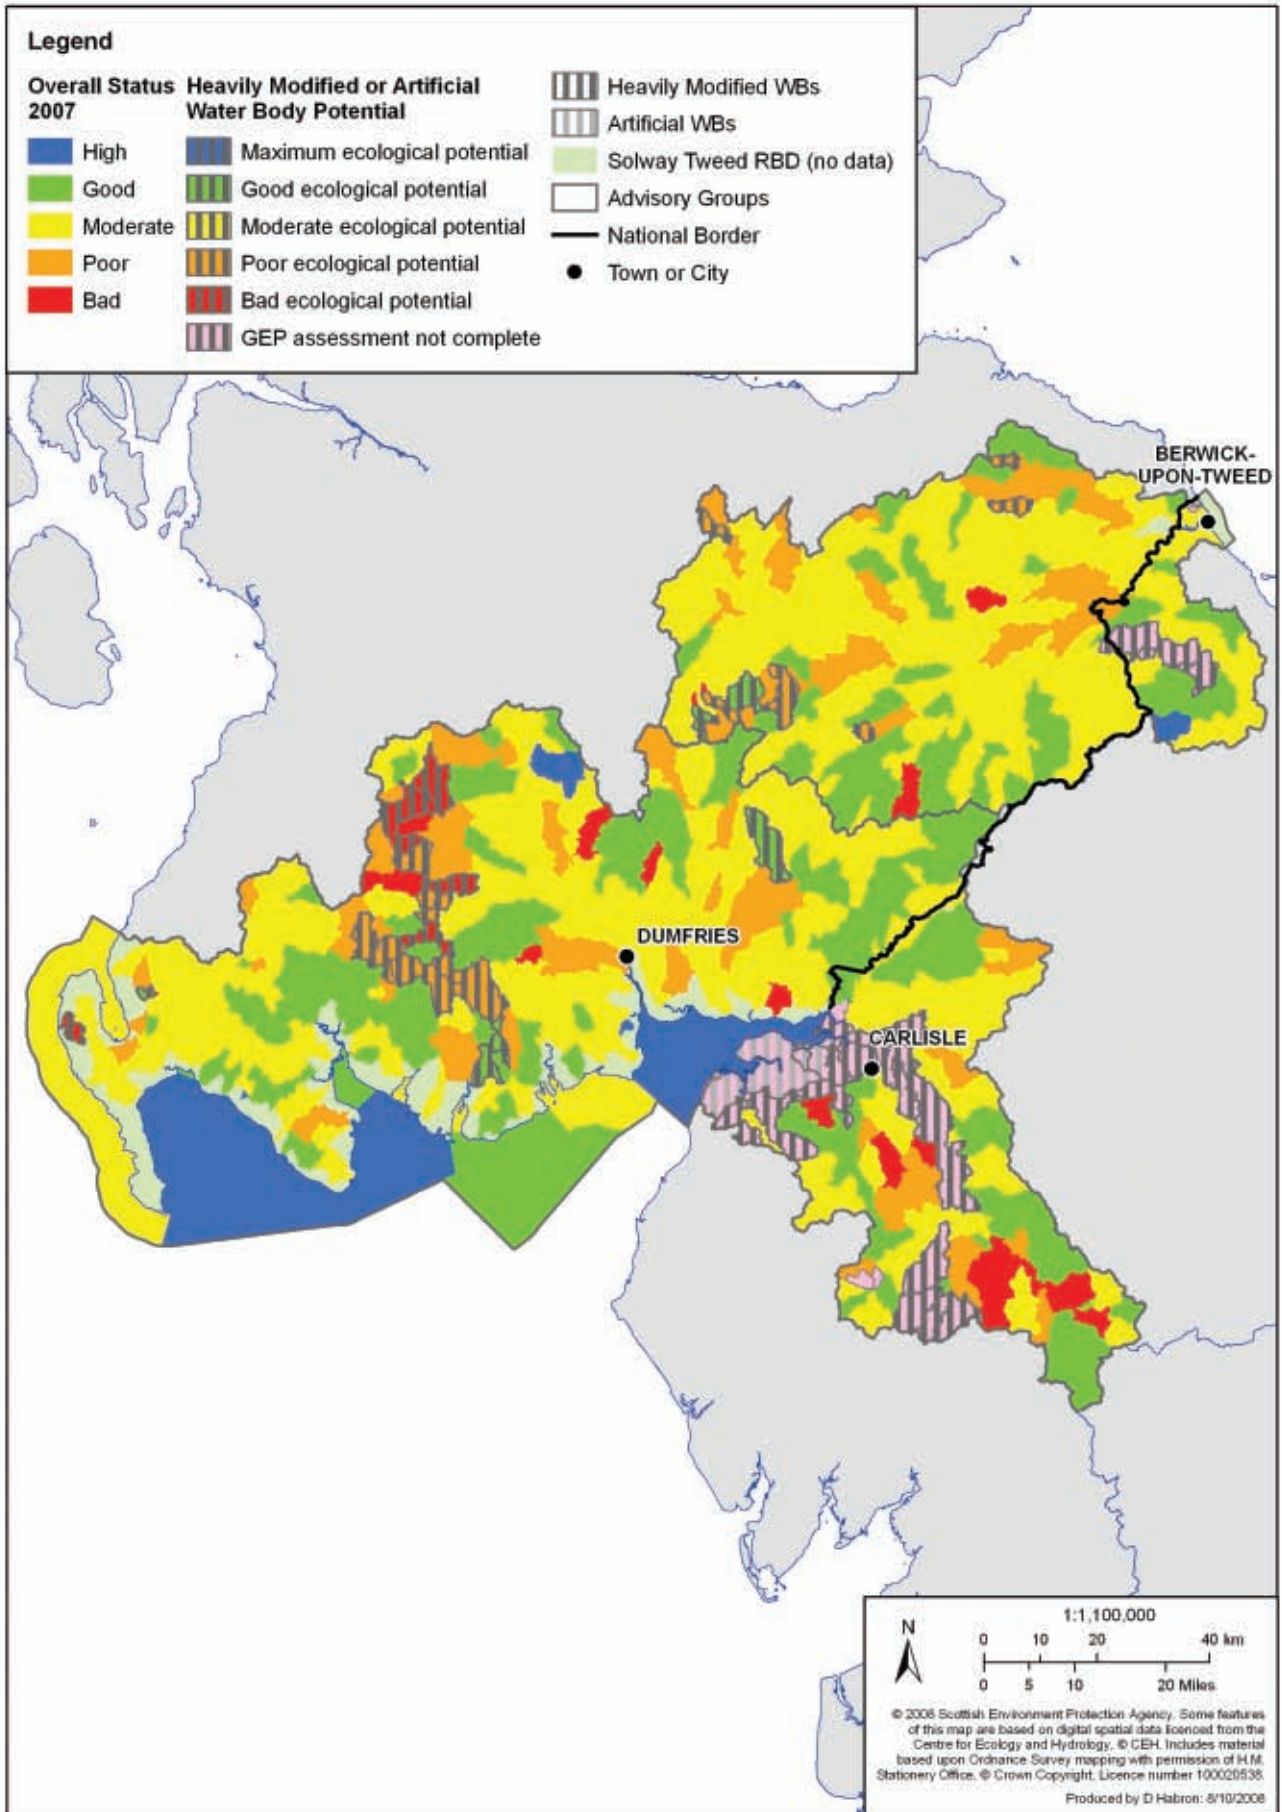 Legend
Overall Status
2007
High
Good
Moderate
Poor
Bad
Heavily Modified or Artificial
Water Body Potential
Maximum ecological potential
Good ecological potential
Moderate ecological potential
Poor ecological potential
Bad ecological potential
GEP assessment not complete
Heavily Modified WBs
Artificial WBs
Solway Tweed RBD (no data)
Advisory Groups
National Border
Town or City
BERWICK-
UPON-TWEED
DUMFRIES
CARLISLE
N
1:1,100,000
0 10 20 40 km
0 5 10 20 Miles
© 2008 Scottish Environment Protection Agency. Some features
of this map are based on digital spatial data licenced from the
Centre for Ecology and Hydrology, © CEH. Includes material
based upon Ordnance Survey mapping with permission of H.M.
Stationery Office, © Crown Copyright, Licence number 100020538.
Produced by D Habron: 8/10/2008